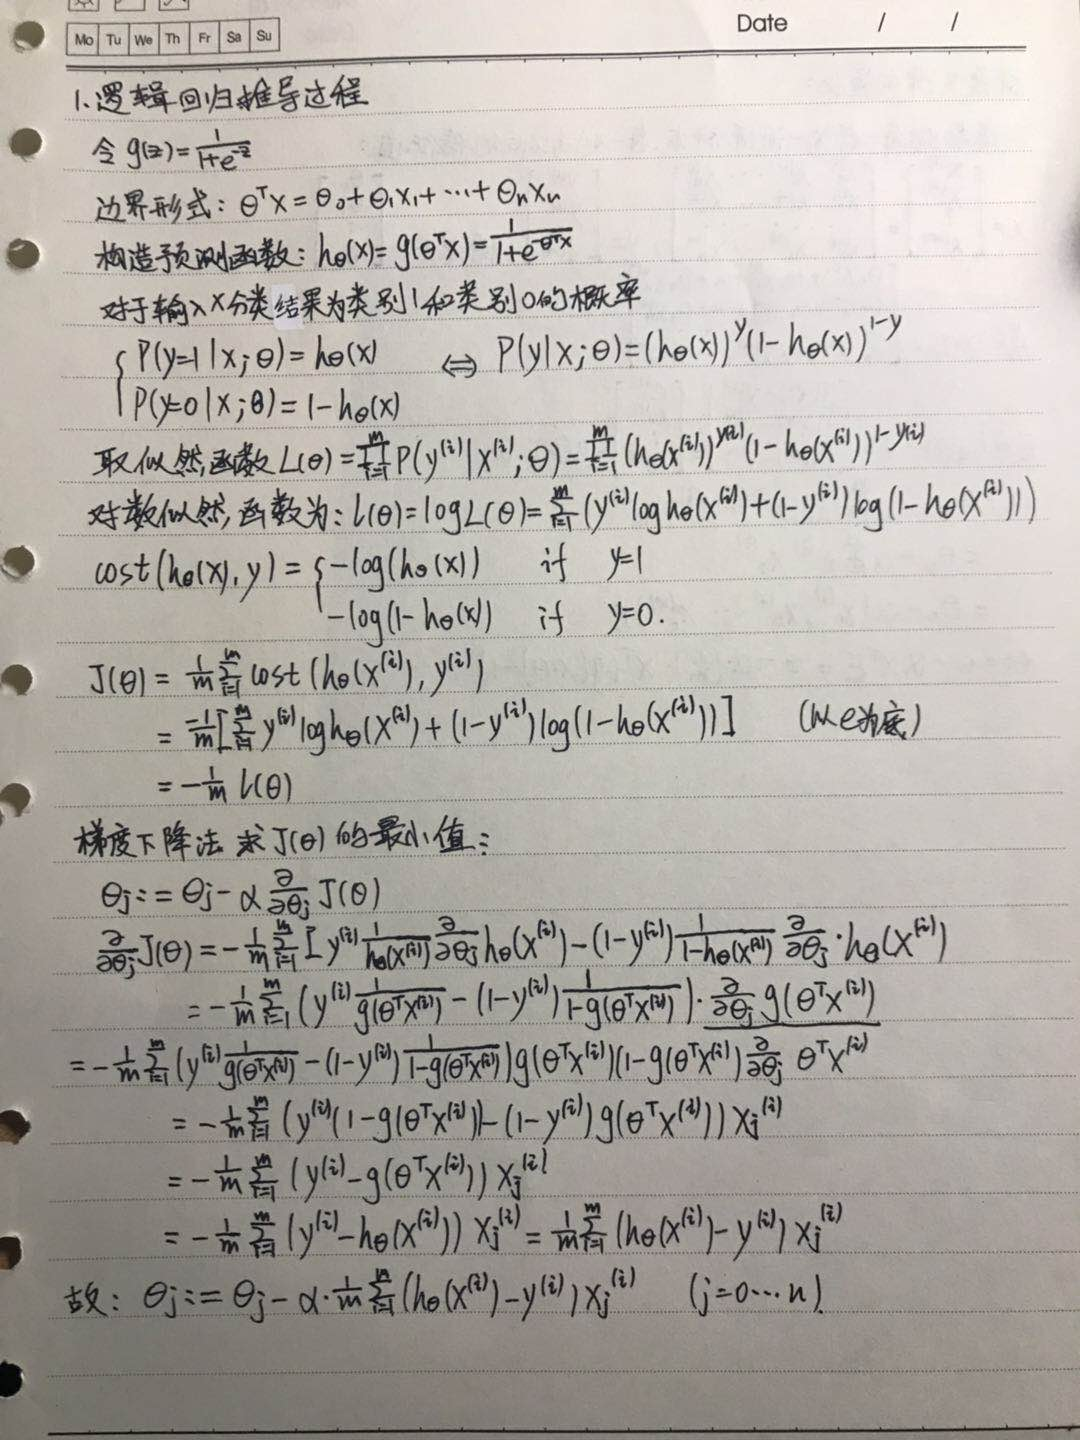 Date / /
Mo Tu We Th Fr Sa Su
1.逻辑回归推导过程
令 g(z)=1/(1+e^{-z})
边界形式: θ^T x = θ_0+θ_1x_1+⋯+θ_nx_n
构造预测函数: h_θ(x)=g(θ^T x)=1/(1+e^{-θ^T x})
对于输入x分类结果为类别1和类别0的概率
{ P(y=1|x;θ)=h_θ(x) ⇔ P(y|x;θ)=(h_θ(x))^y(1-h_θ(x))^{1-y}
P(y=0|x;θ)=1-h_θ(x)
取似然函数L(θ)=∏_{i=1}^m P(y^{(i)}|x^{(i)};θ)=∏_{i=1}^m (h_θ(x^{(i)}))^{y^{(i)}}(1-h_θ(x^{(i)}))^{1-y^{(i)}}
对数似然函数为: l(θ)=logL(θ)=∑_{i=1}^m (y^{(i)}logh_θ(x^{(i)})+(1-y^{(i)})log(1-h_θ(x^{(i)})))
cost(h_θ(x),y)= { -log(h_θ(x)) if y=1
-log(1-h_θ(x)) if y=0.
J(θ)= 1/m ∑_{i=1}^m cost(h_θ(x^{(i)}),y^{(i)})
= -1/m[∑_{i=1}^m y^{(i)}logh_θ(x^{(i)})+(1-y^{(i)})log(1-h_θ(x^{(i)}))] (以e为底)
= -1/m l(θ)
梯度下降法求J(θ)的最小值:
θ_j:=θ_j-α ∂/∂θ_j J(θ)
∂/∂θ_j J(θ)=-1/m ∑_{i=1}^m [y^{(i)} 1/h_θ(x^{(i)}) ∂/∂θ_j h_θ(x^{(i)})-(1-y^{(i)}) 1/(1-h_θ(x^{(i)})) ∂/∂θ_j·h_θ(x^{(i)})
=-1/m ∑_{i=1}^m (y^{(i)} 1/g(θ^T x^{(i)})-(1-y^{(i)}) 1/(1-g(θ^T x^{(i)})))·∂/∂θ_j g(θ^T x^{(i)})
=-1/m ∑_{i=1}^m (y^{(i)} 1/g(θ^T x^{(i)})-(1-y^{(i)}) 1/(1-g(θ^T x^{(i)})))g(θ^T x^{(i)})(1-g(θ^T x^{(i)}) ∂/∂θ_j θ^T x^{(i)}
=-1/m ∑_{i=1}^m (y^{(i)}(1-g(θ^T x^{(i)}))-(1-y^{(i)})g(θ^T x^{(i)}))x_j^{(i)}
=-1/m ∑_{i=1}^m (y^{(i)}-g(θ^T x^{(i)}))x_j^{(i)}
=-1/m ∑_{i=1}^m (y^{(i)}-h_θ(x^{(i)}))x_j^{(i)}=1/m ∑_{i=1}^m (h_θ(x^{(i)})-y^{(i)})x_j^{(i)}
故: θ_j:=θ_j-α·1/m ∑_{i=1}^m (h_θ(x^{(i)})-y^{(i)})x_j^{(i)} (j=0⋯n).